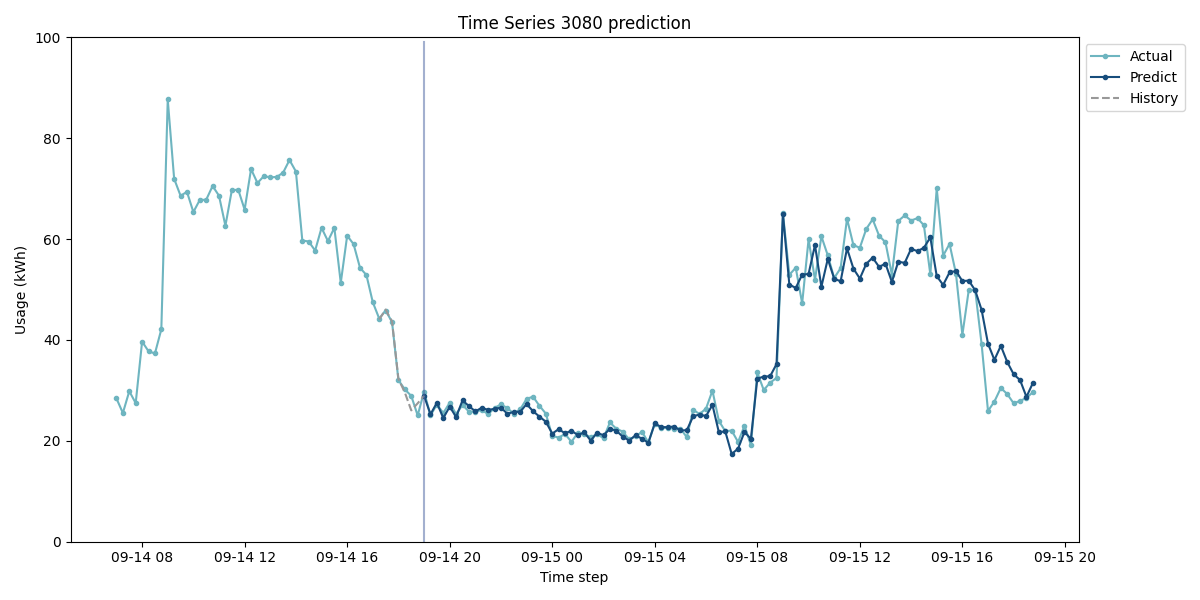 Time Series 3080 prediction
Usage (kWh)
100
80
60
40
20
0
09-14 08
09-14 12
09-14 16
09-14 20
09-15 00
09-15 04
09-15 08
09-15 12
09-15 16
09-15 20
Time step
Actual
Predict
History